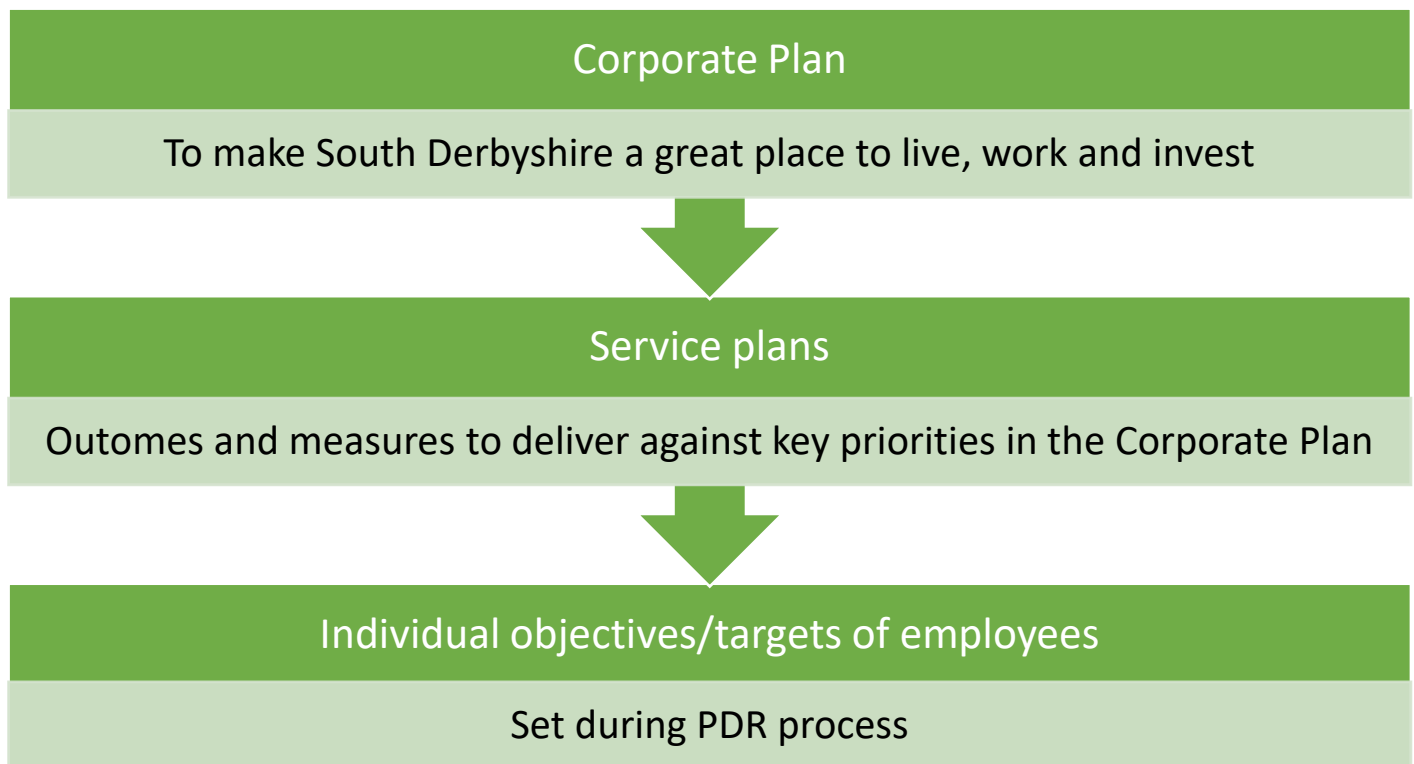 Corporate Plan
To make South Derbyshire a great place to live, work and invest
Service plans
Outomes and measures to deliver against key priorities in the Corporate Plan
Individual objectives/targets of employees
Set during PDR process